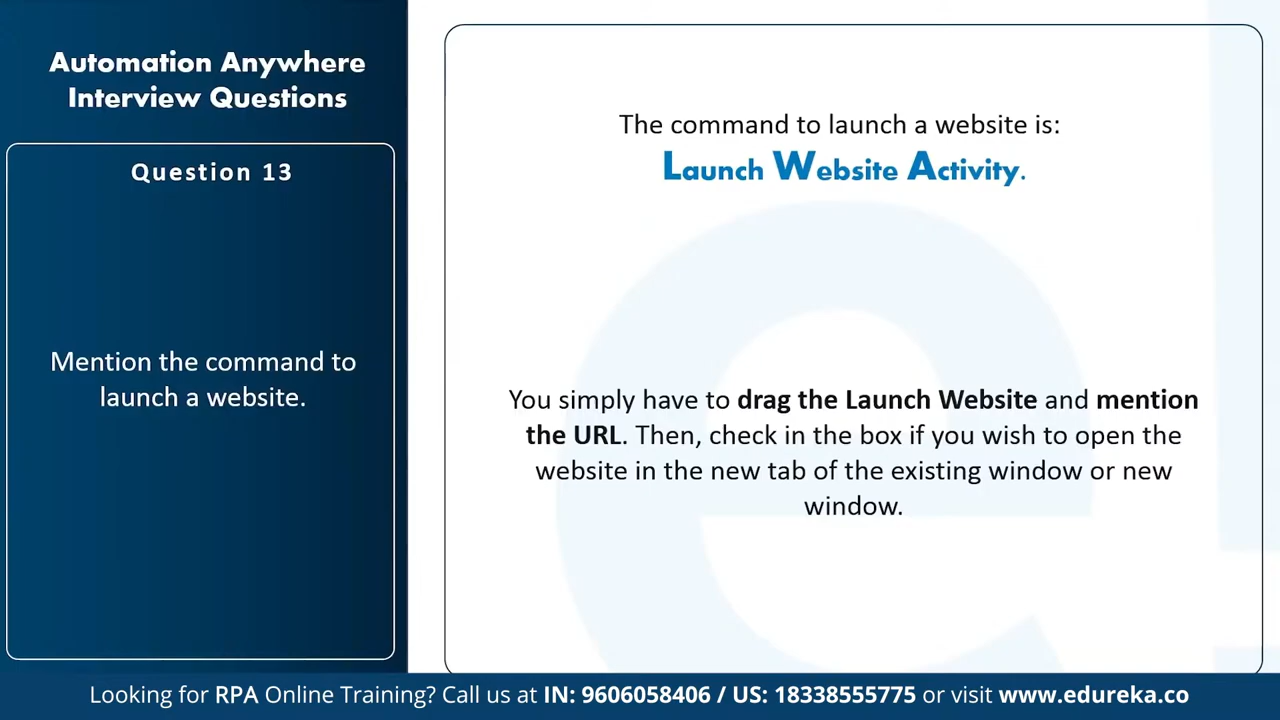 Automation Anywhere
Interview Questions
Question 13
Mention the command to
launch a website.
The command to launch a website is:
Launch Website Activity.
You simply have to drag the Launch Website and mention
the URL. Then, check in the box if you wish to open the
website in the new tab of the existing window or new
window.
Looking for RPA Online Training? Call us at IN: 9606058406 / US: 18338555775 or visit www.edureka.co